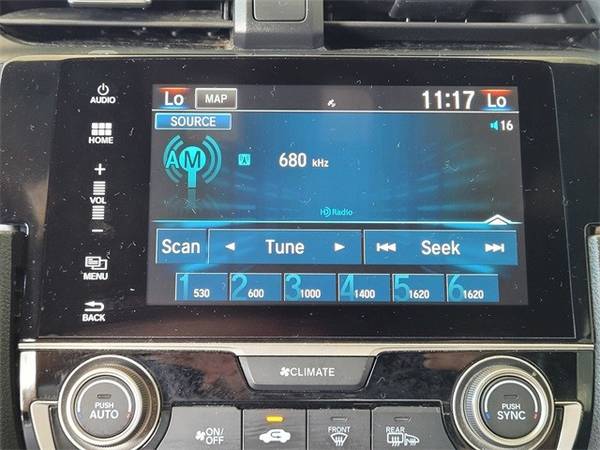 AUDIO
HOME
+
VOL
-
MENU
BACK
Lo MAP 11:17 Lo
SOURCE 16
AM 680 kHz
HD Radio
Scan Tune Seek
1 530 2 600 3 1000 4 1400 5 1620 6 1620
CLIMATE
PUSH AUTO
ON/OFF
FRONT
REAR
PUSH SYNC